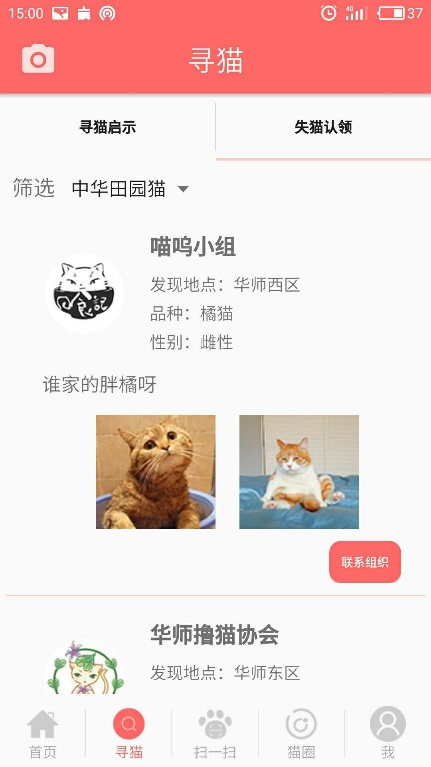 15:00
4G
37
寻猫
寻猫启示
失猫认领
筛选 中华田园猫
喵呜小组
发现地点：华师西区
品种：橘猫
性别：雌性
谁家的胖橘呀
联系组织
华师撸猫协会
发现地点：华师东区
首页
寻猫
扫一扫
猫圈
我